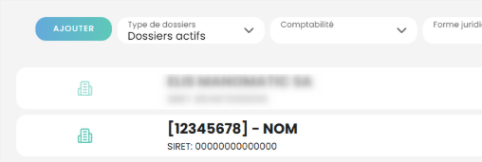 AJOUTER
Type de dossiers
Dossiers actifs
Comptabilité
Forme juridi
[12345678] - NOM
SIRET: 00000000000000